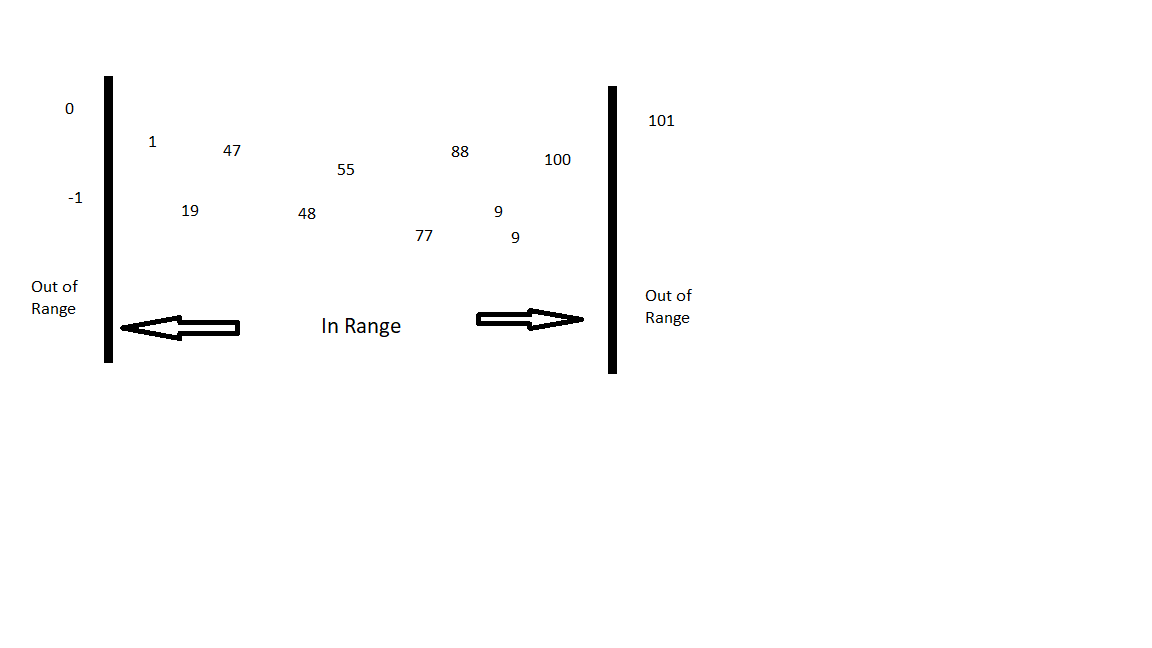 0
1
47
55
88
100
101
-1
19
48
77
9
9
Out of
Range
In Range
Out of
Range